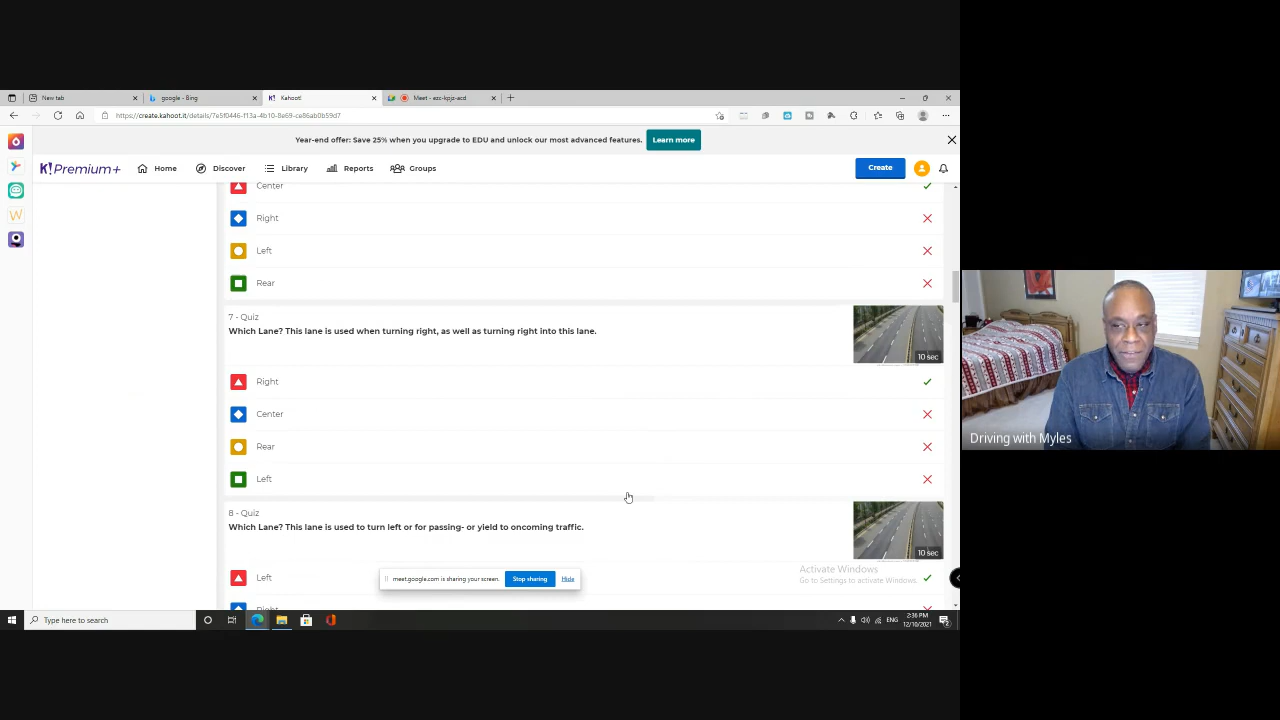 New tab
google - Bing
Kahoot!
Meet - ezc-kpjz-acd
https://create.kahoot.it/details/7e5f0446-f13a-4b10-8e69-ce86ab0b59d7
Year-end offer: Save 25% when you upgrade to EDU and unlock our most advanced features.
Learn more
K! Premium+
Home
Discover
Library
Reports
Groups
Create
Center
Right
Left
Rear
7 - Quiz
Which Lane? This lane is used when turning right, as well as turning right into this lane.
10 sec
Right
Center
Rear
Left
8 - Quiz
Which Lane? This lane is used to turn left or for passing- or yield to oncoming traffic.
10 sec
Left
Right
meet.google.com is sharing your screen.
Stop sharing
Hide
Activate Windows
Go to Settings to activate Windows.
Type here to search
ENG
2:36 PM
12/10/2021
Driving with Myles